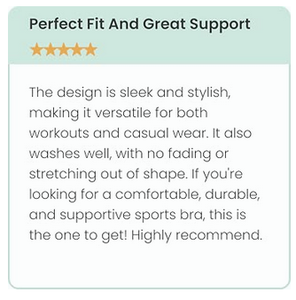 Perfect Fit And Great Support
The design is sleek and stylish,
making it versatile for both
workouts and casual wear. It also
washes well, with no fading or
stretching out of shape. If you're
looking for a comfortable, durable,
and supportive sports bra, this is
the one to get! Highly recommend.